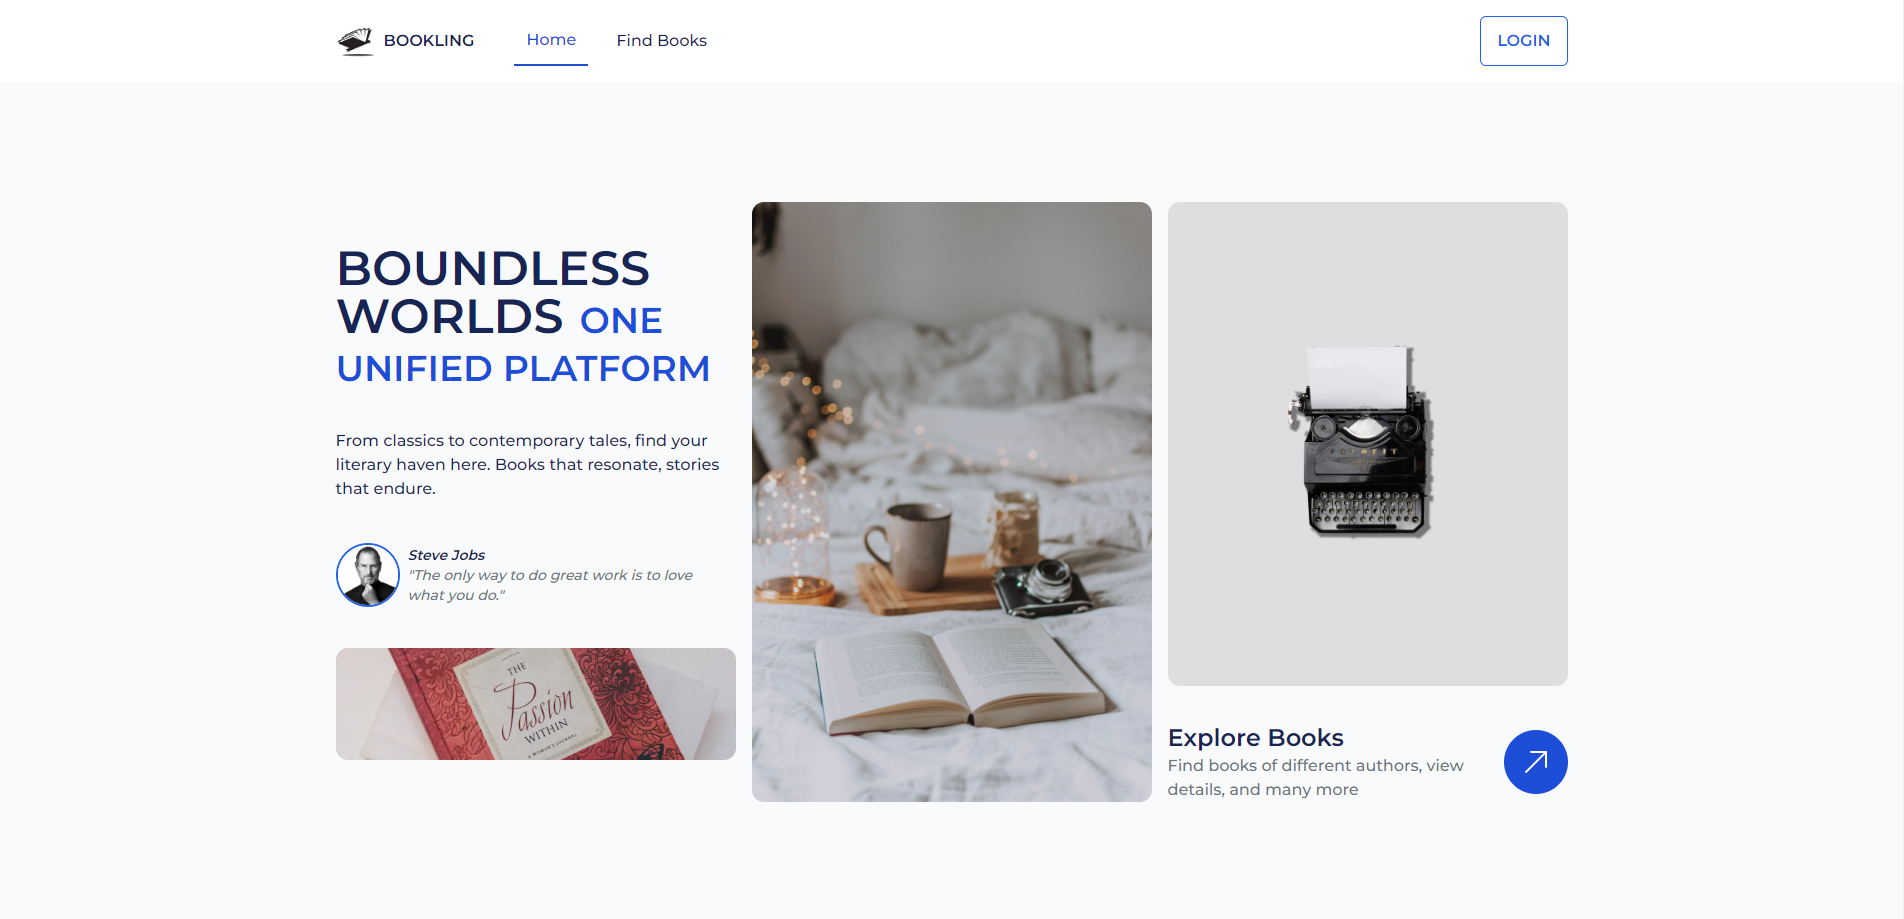 BOOKLING
Home
Find Books
LOGIN
BOUNDLESS
WORLDS ONE
UNIFIED PLATFORM
From classics to contemporary tales, find your
literary haven here. Books that resonate, stories
that endure.
Steve Jobs
"The only way to do great work is to love
what you do."
THE
Passion
WITHIN
A WOMAN'S JOURNAL
Explore Books
Find books of different authors, view
details, and many more